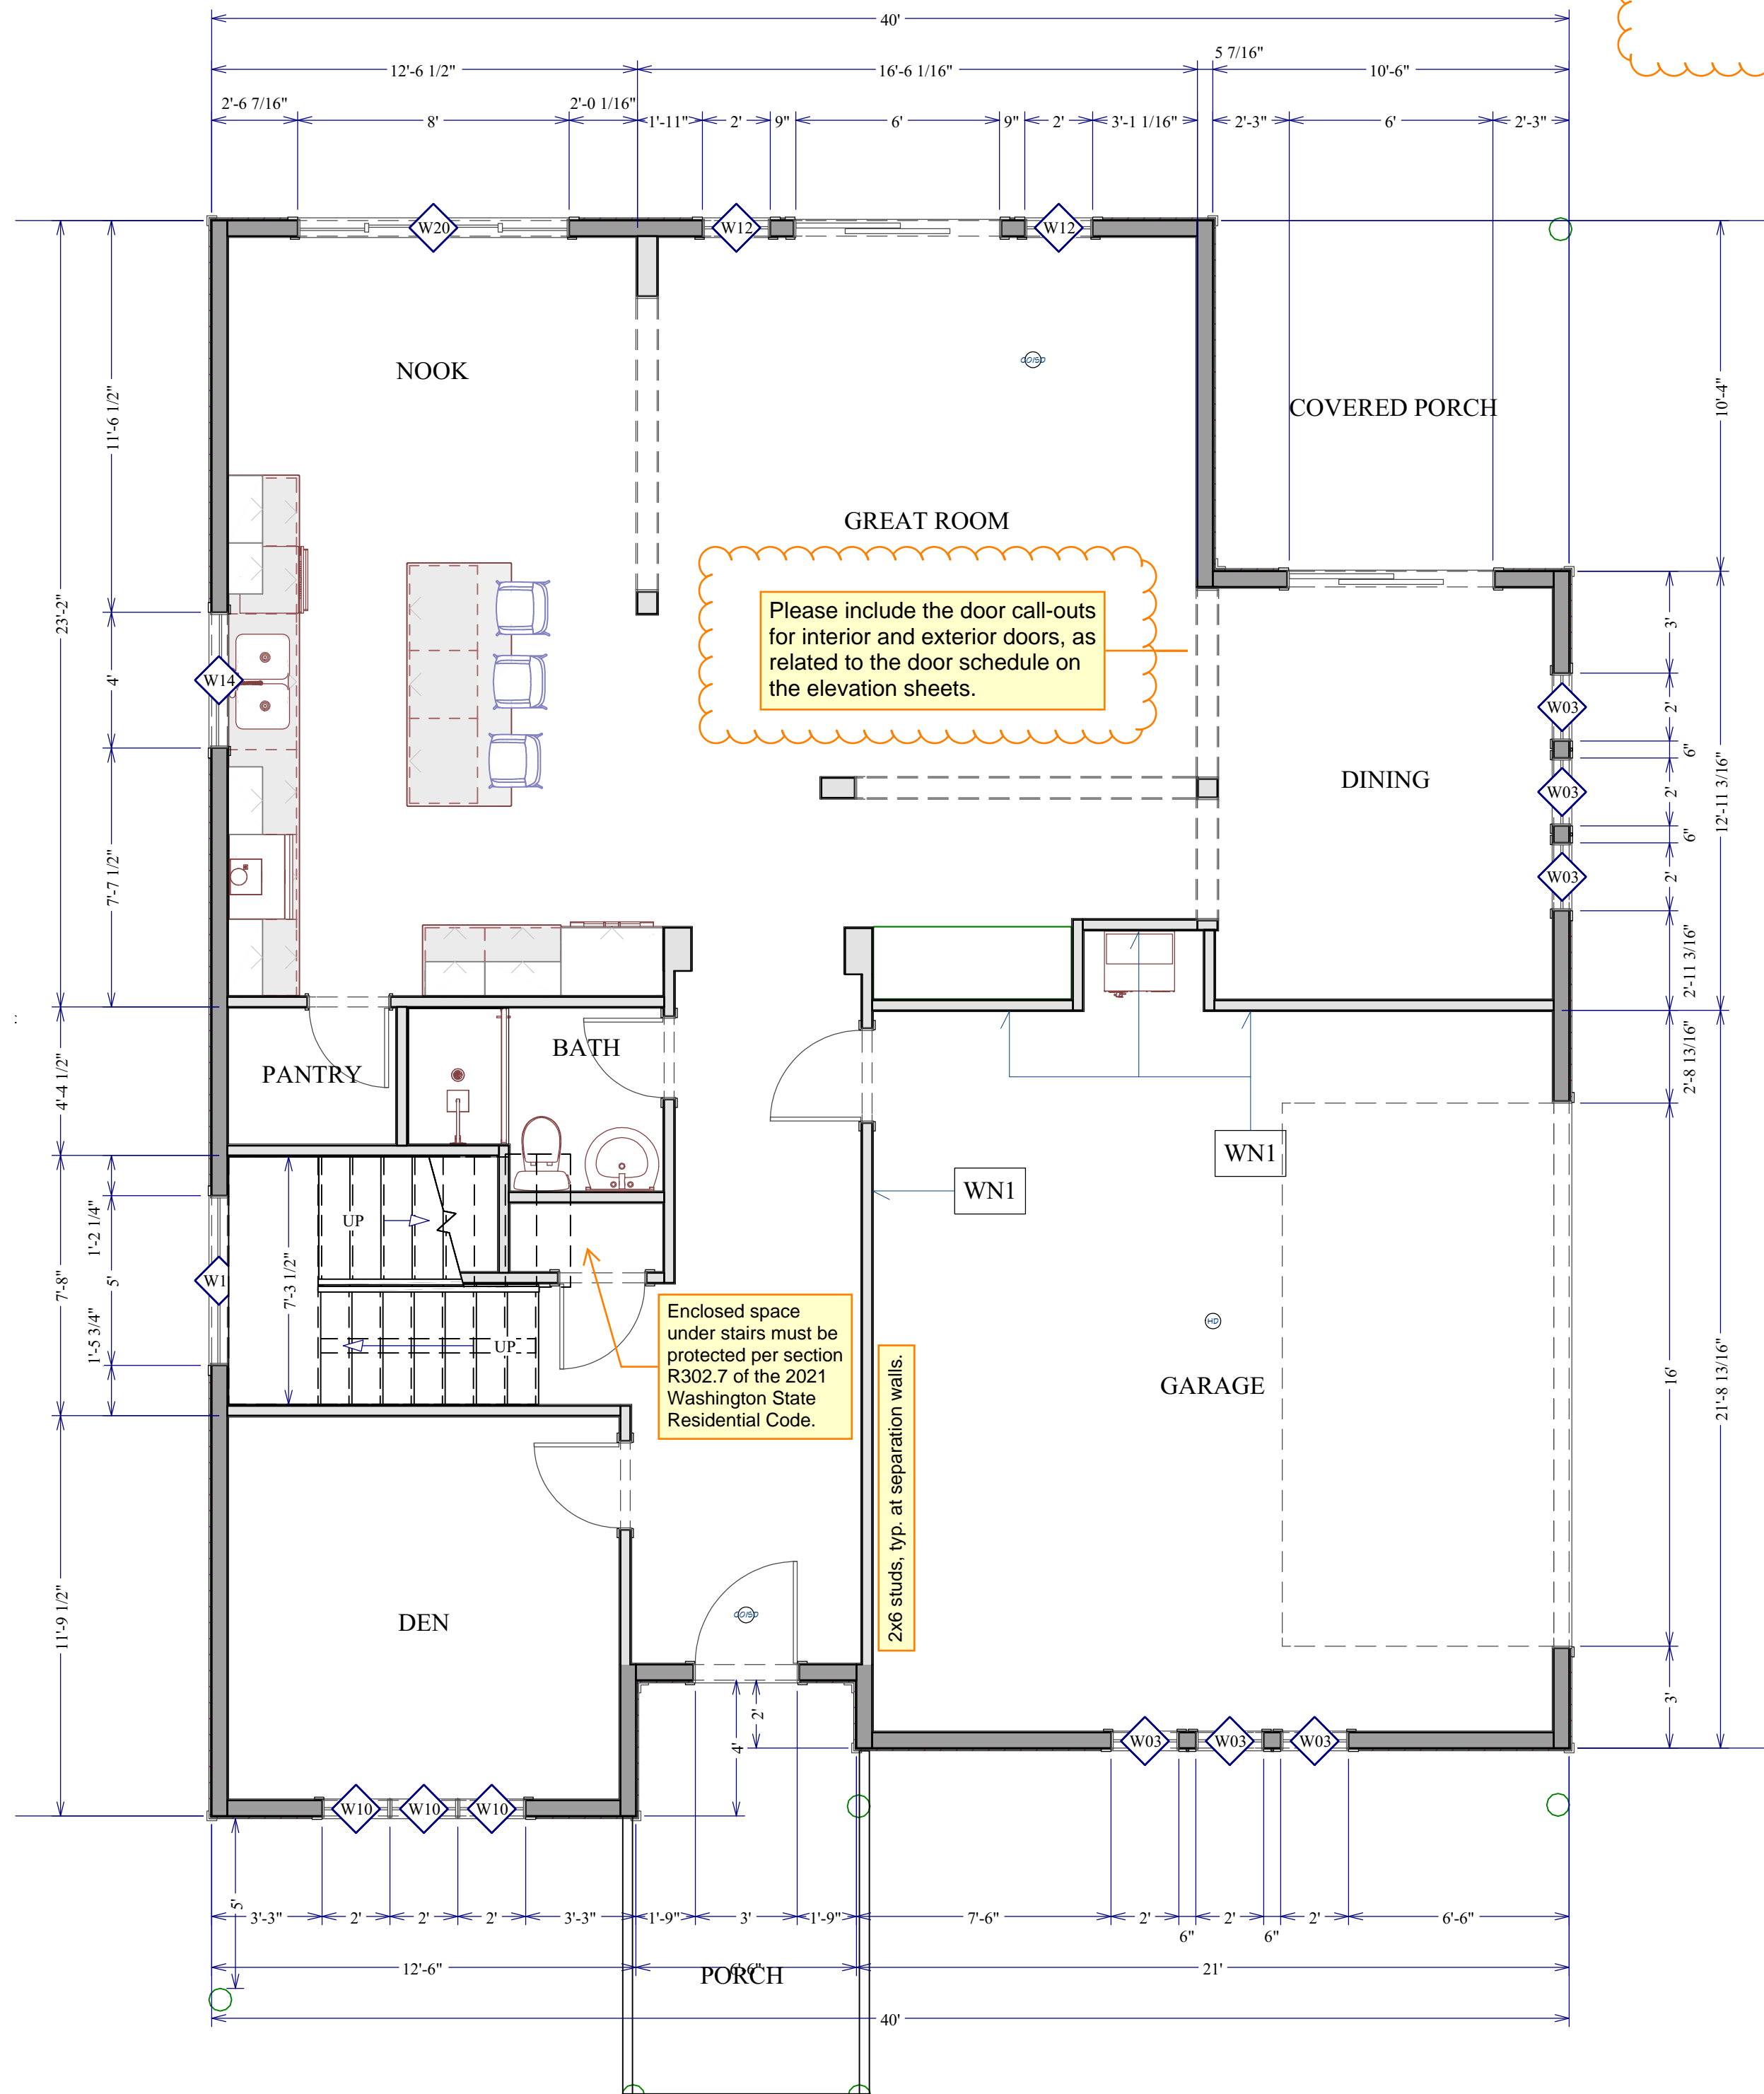 40'
5 7/16"
12'-6 1/2"
16'-6 1/16"
10'-6"
2'-6 7/16"
2'-0 1/16"
8'
1'-11"
2'
9"
6'
9"
2'
3'-1 1/16"
2'-3"
6'
2'-3"
W20
W12
W12
NOOK
COVERED PORCH
GREAT ROOM
10'-4"
11'-6 1/2"
23'-2"
4'
W14
7'-7 1/2"
Please include the door call-outs
for interior and exterior doors, as
related to the door schedule on
the elevation sheets.
DINING
W03
W03
W03
3'
2'
6"
2'
6"
2'
2'-11 3/16"
12'-11 3/16"
2'-8 13/16"
PANTRY
BATH
4'-4 1/2"
WN1
WN1
UP
UP
7'-3 1/2"
1'-2 1/4"
5'
1'-5 3/4"
7'-8"
W1
Enclosed space
under stairs must be
protected per section
R302.7 of the 2021
Washington State
Residential Code.
2x6 studs, typ. at separation walls.
HD
GARAGE
16'
21'-8 13/16"
3'
DEN
11'-9 1/2"
2'
4'
W03
W03
W03
W10
W10
W10
5'
3'-3"
2'
2'
2'
3'-3"
1'-9"
3'
1'-9"
7'-6"
2'
6"
2'
6"
2'
6'-6"
12'-6"
6'-6"
PORCH
21'
40'